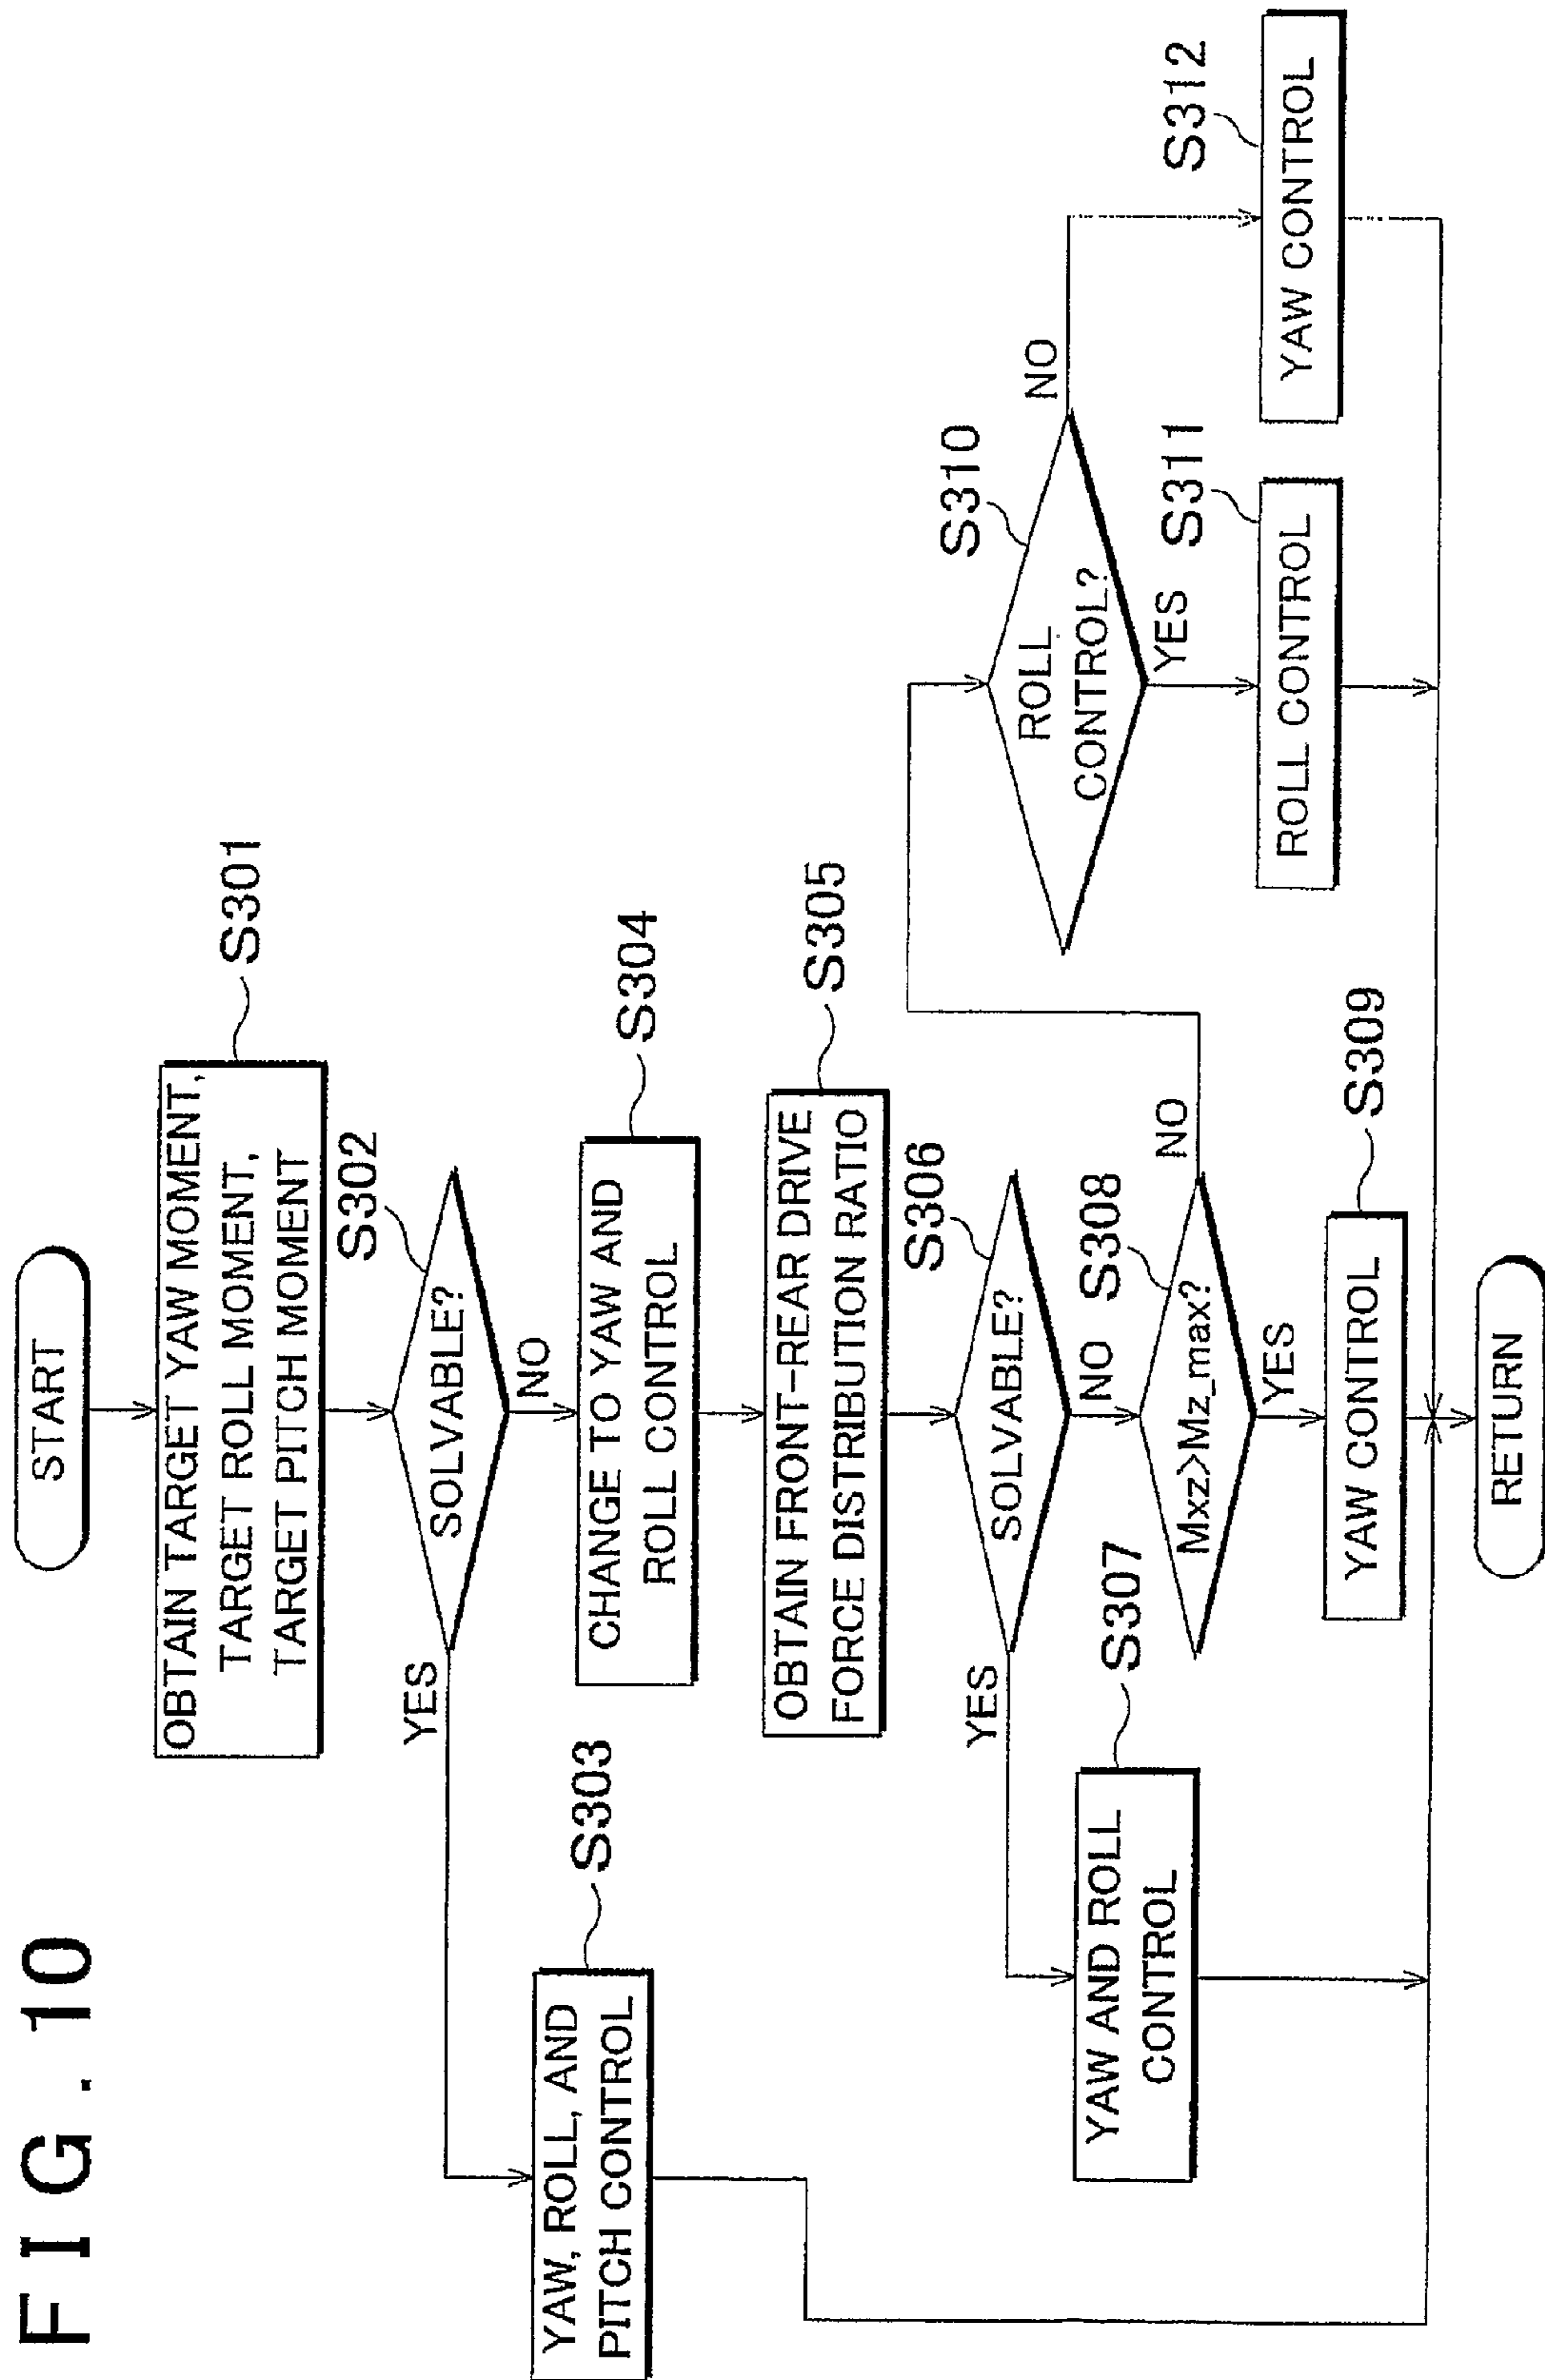 FIG. 10
START
OBTAIN TARGET YAW MOMENT,
TARGET ROLL MOMENT,
TARGET PITCH MOMENT
S301
S302
SOLVABLE?
YES
NO
YAW, ROLL, AND
PITCH CONTROL
S303
CHANGE TO YAW AND
ROLL CONTROL
S304
OBTAIN FRONT-REAR DRIVE
FORCE DISTRIBUTION RATIO
S305
S306
SOLVABLE?
YES
NO
YAW AND ROLL
CONTROL
S307
S308
Mxz>Mz_max?
NO
YES
YAW CONTROL
S309
S310
ROLL
CONTROL?
NO
YES
S311
ROLL CONTROL
S312
YAW CONTROL
RETURN